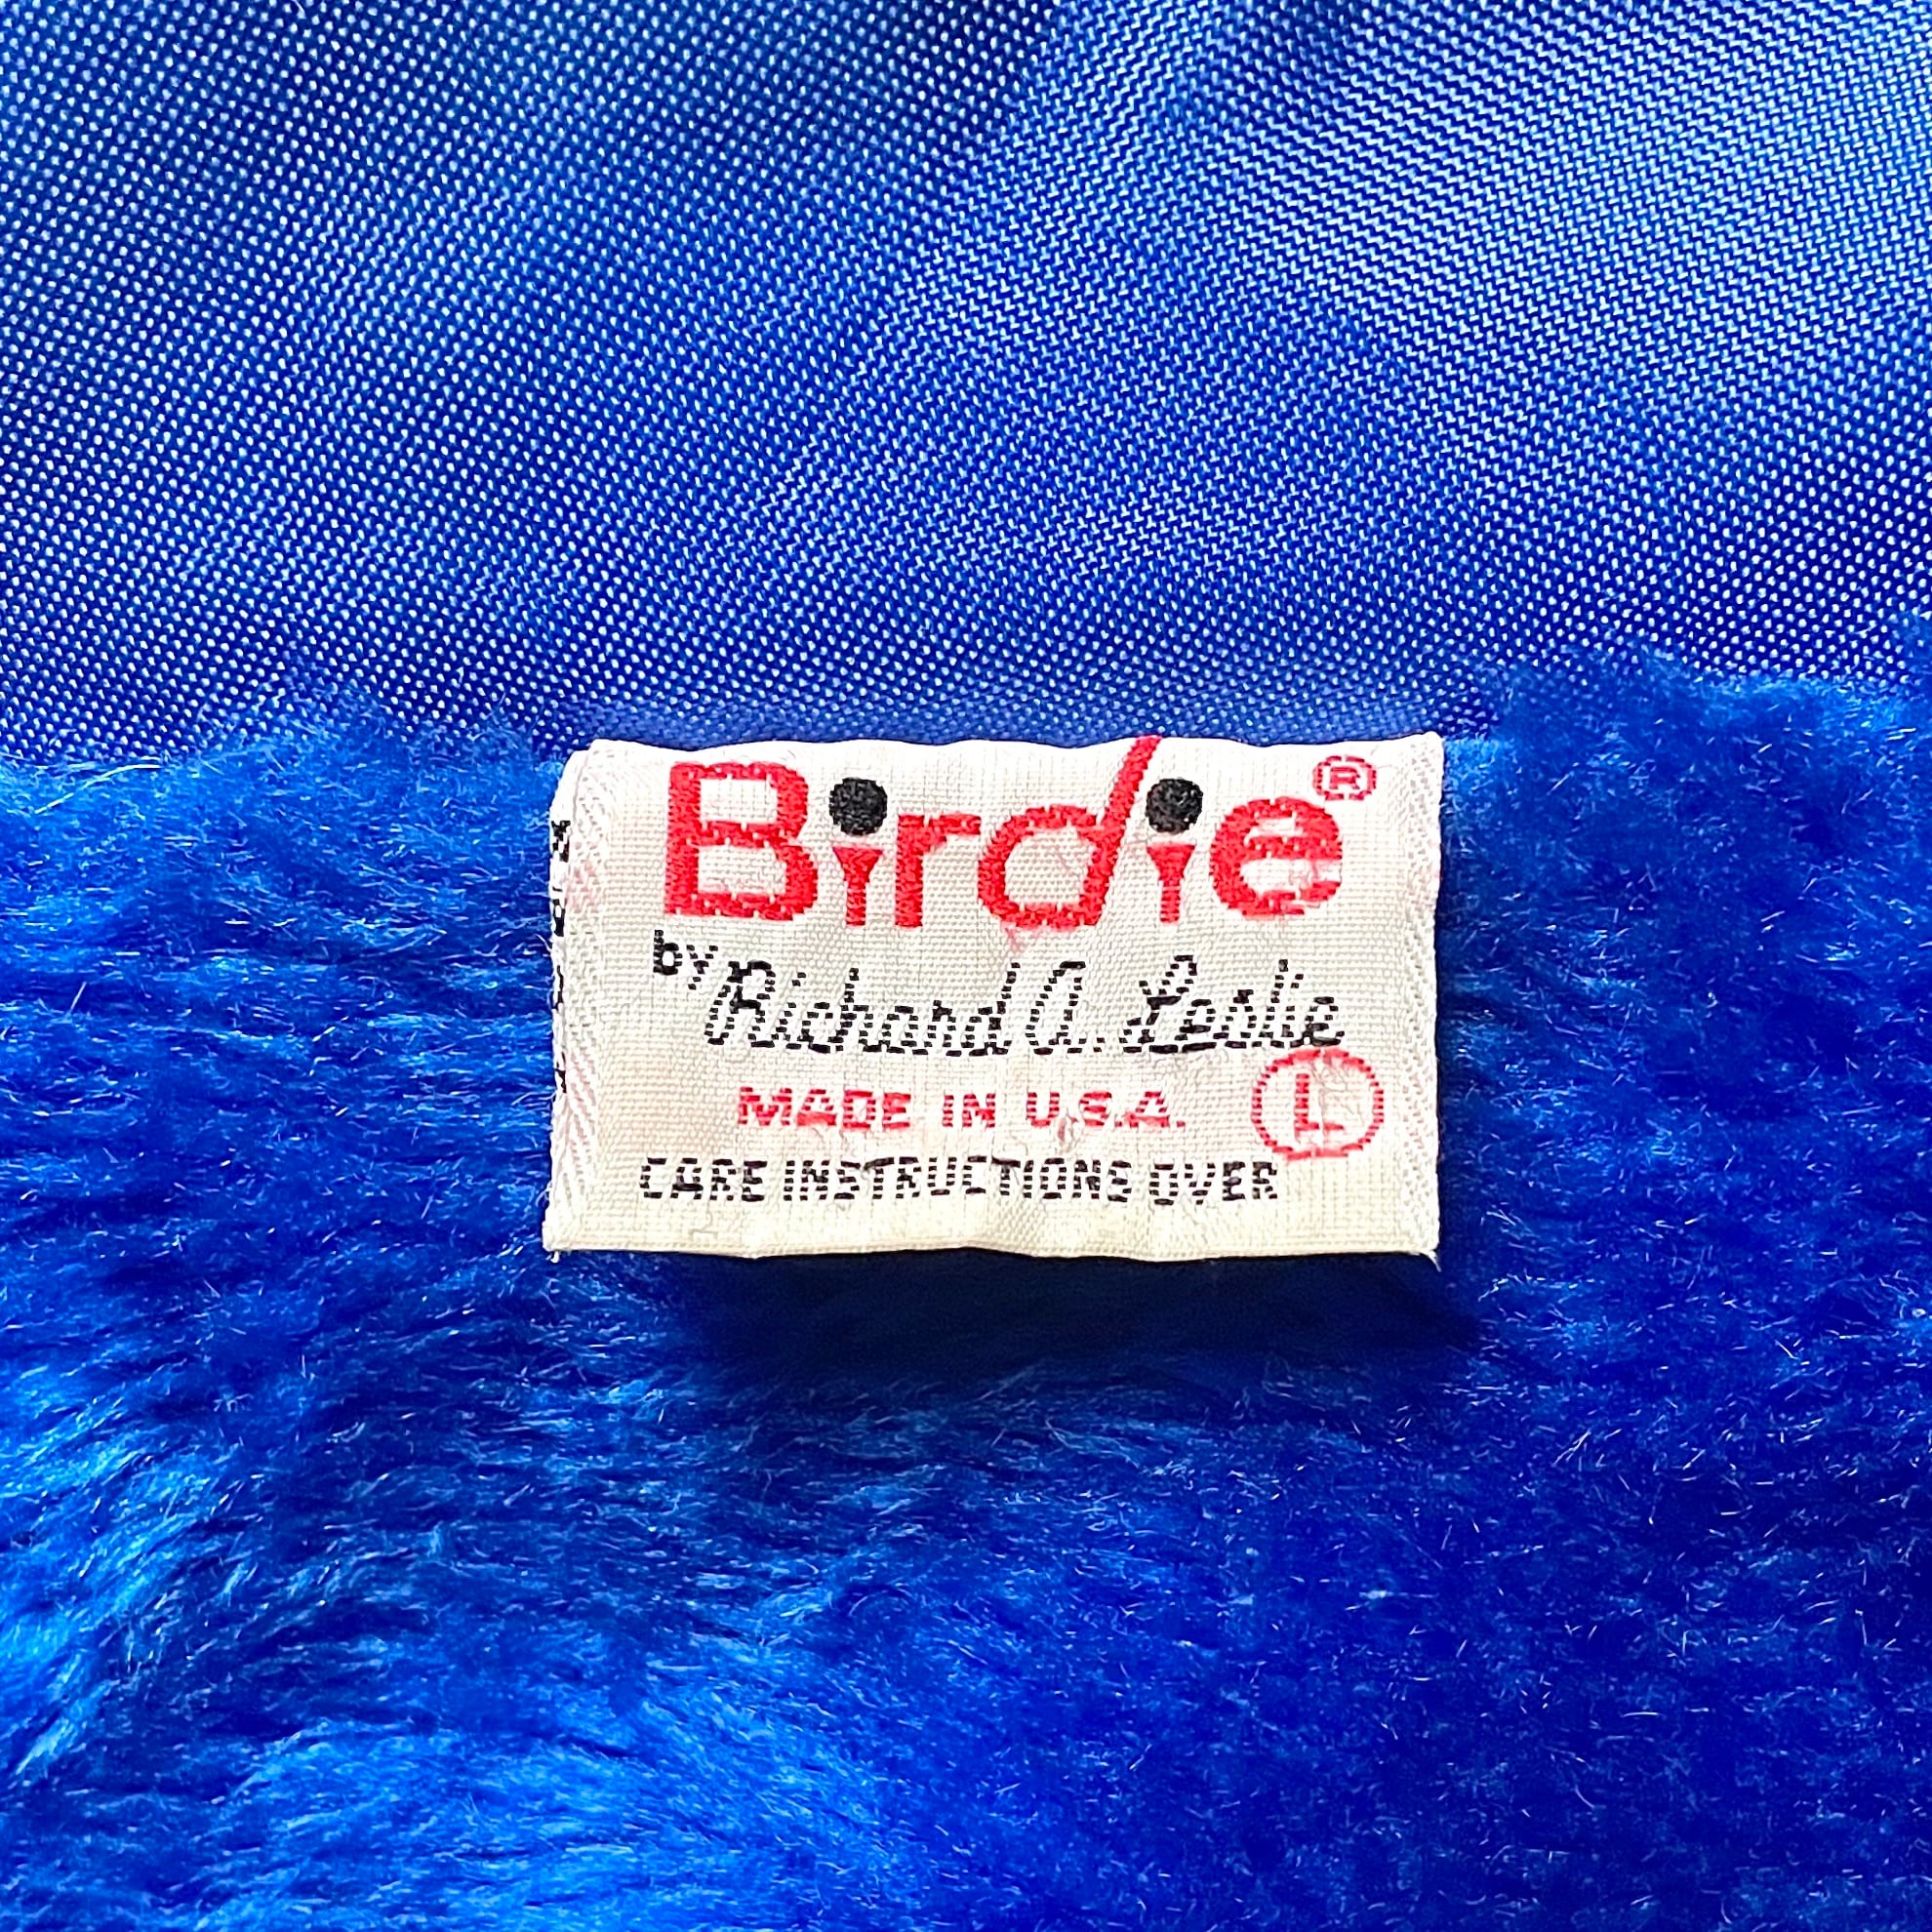 Birdie®
by Richard A. Leslie
MADE IN U.S.A. L
CARE INSTRUCTIONS OVER